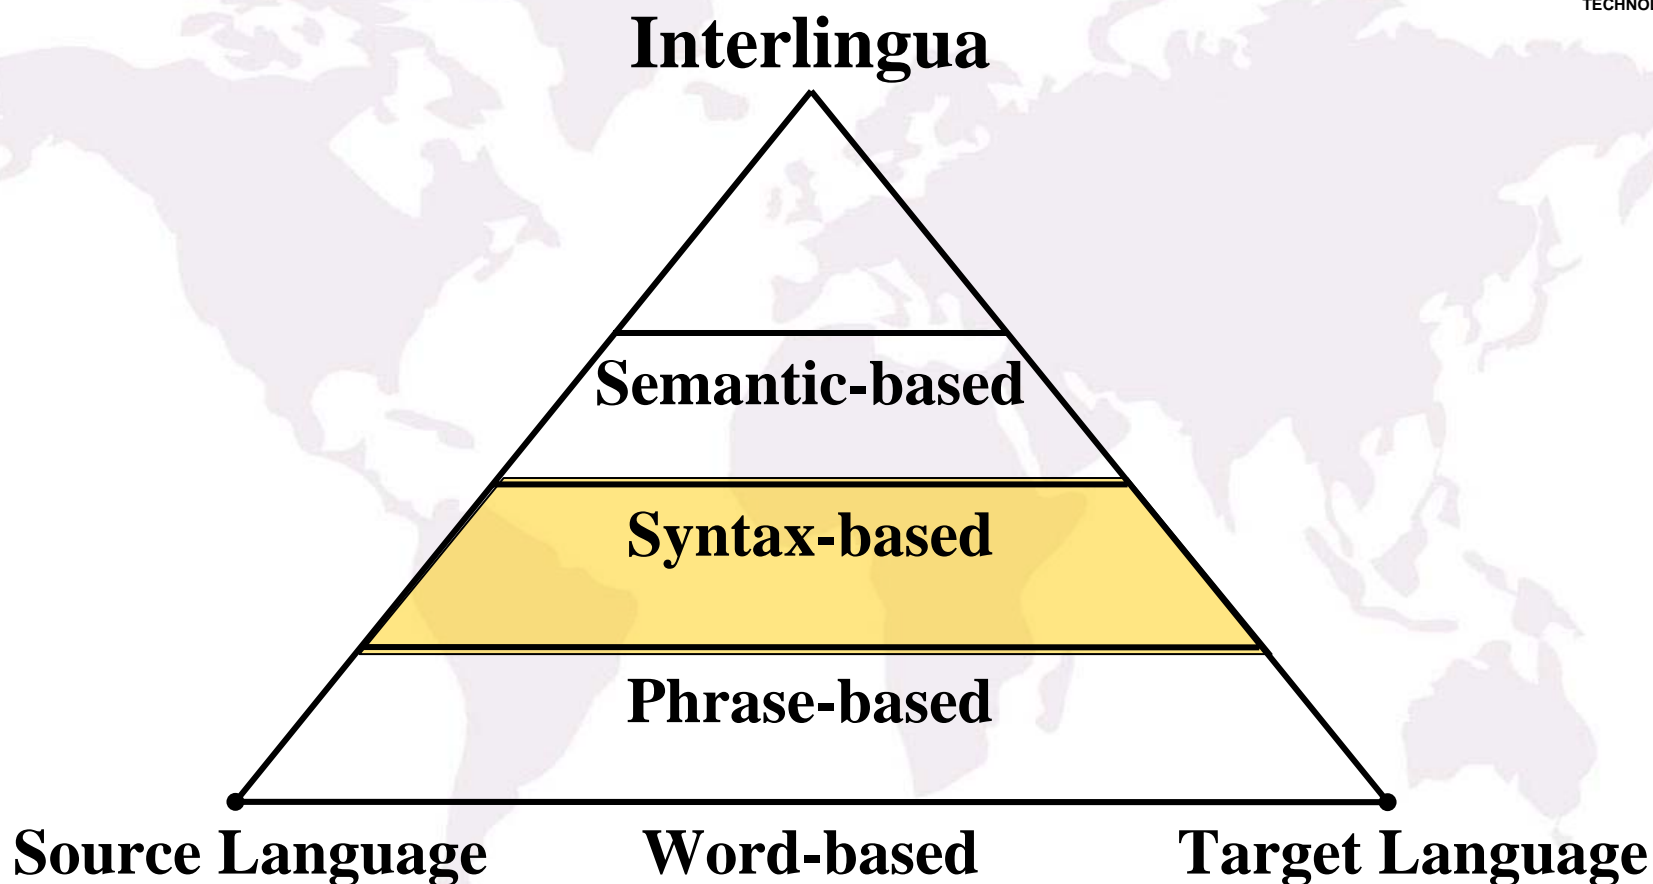 Interlingua
Semantic-based
Syntax-based
Phrase-based
Source Language Word-based Target Language